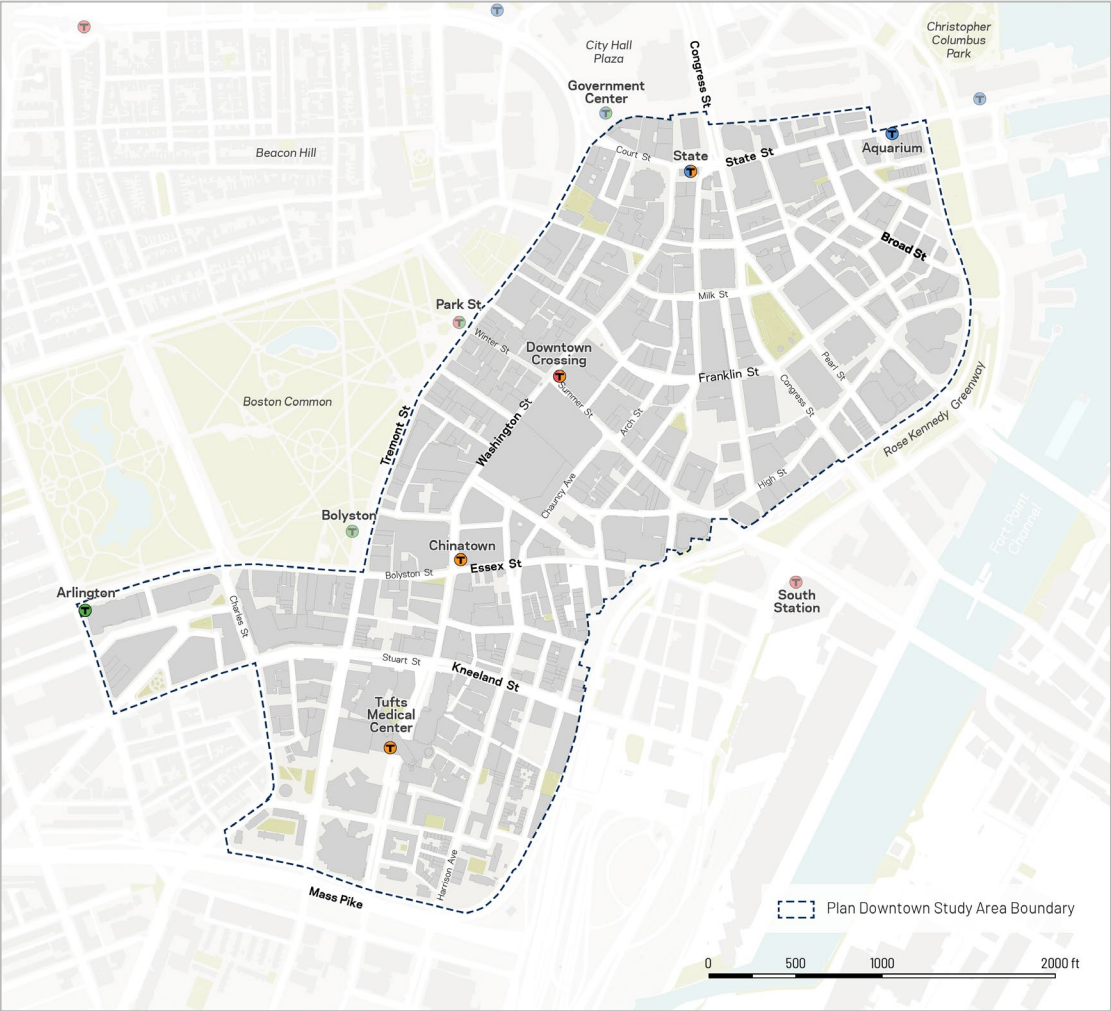 Christopher
Columbus
Park
City Hall
Plaza
Congress St
Government
Center
T
T
T
T
T
Aquarium
Court St
State
T
State St
Beacon Hill
Broad St
Park St
T
Milk St
Winter St
Downtown
Crossing
T
Summer St
Franklin St
Pearl St
Congress St
Boston Common
Tremont St
Washington St
Arch St
Rose Kennedy Greenway
High St
Chauncy Ave
Bolyston
T
Chinatown
T
Essex St
Bolyston St
Fort Point
Channel
T
South
Station
Arlington
T
Charles St
Stuart St
Kneeland St
Tufts
Medical
Center
T
Harrison Ave
Mass Pike
Plan Downtown Study Area Boundary
0 500 1000 2000 ft